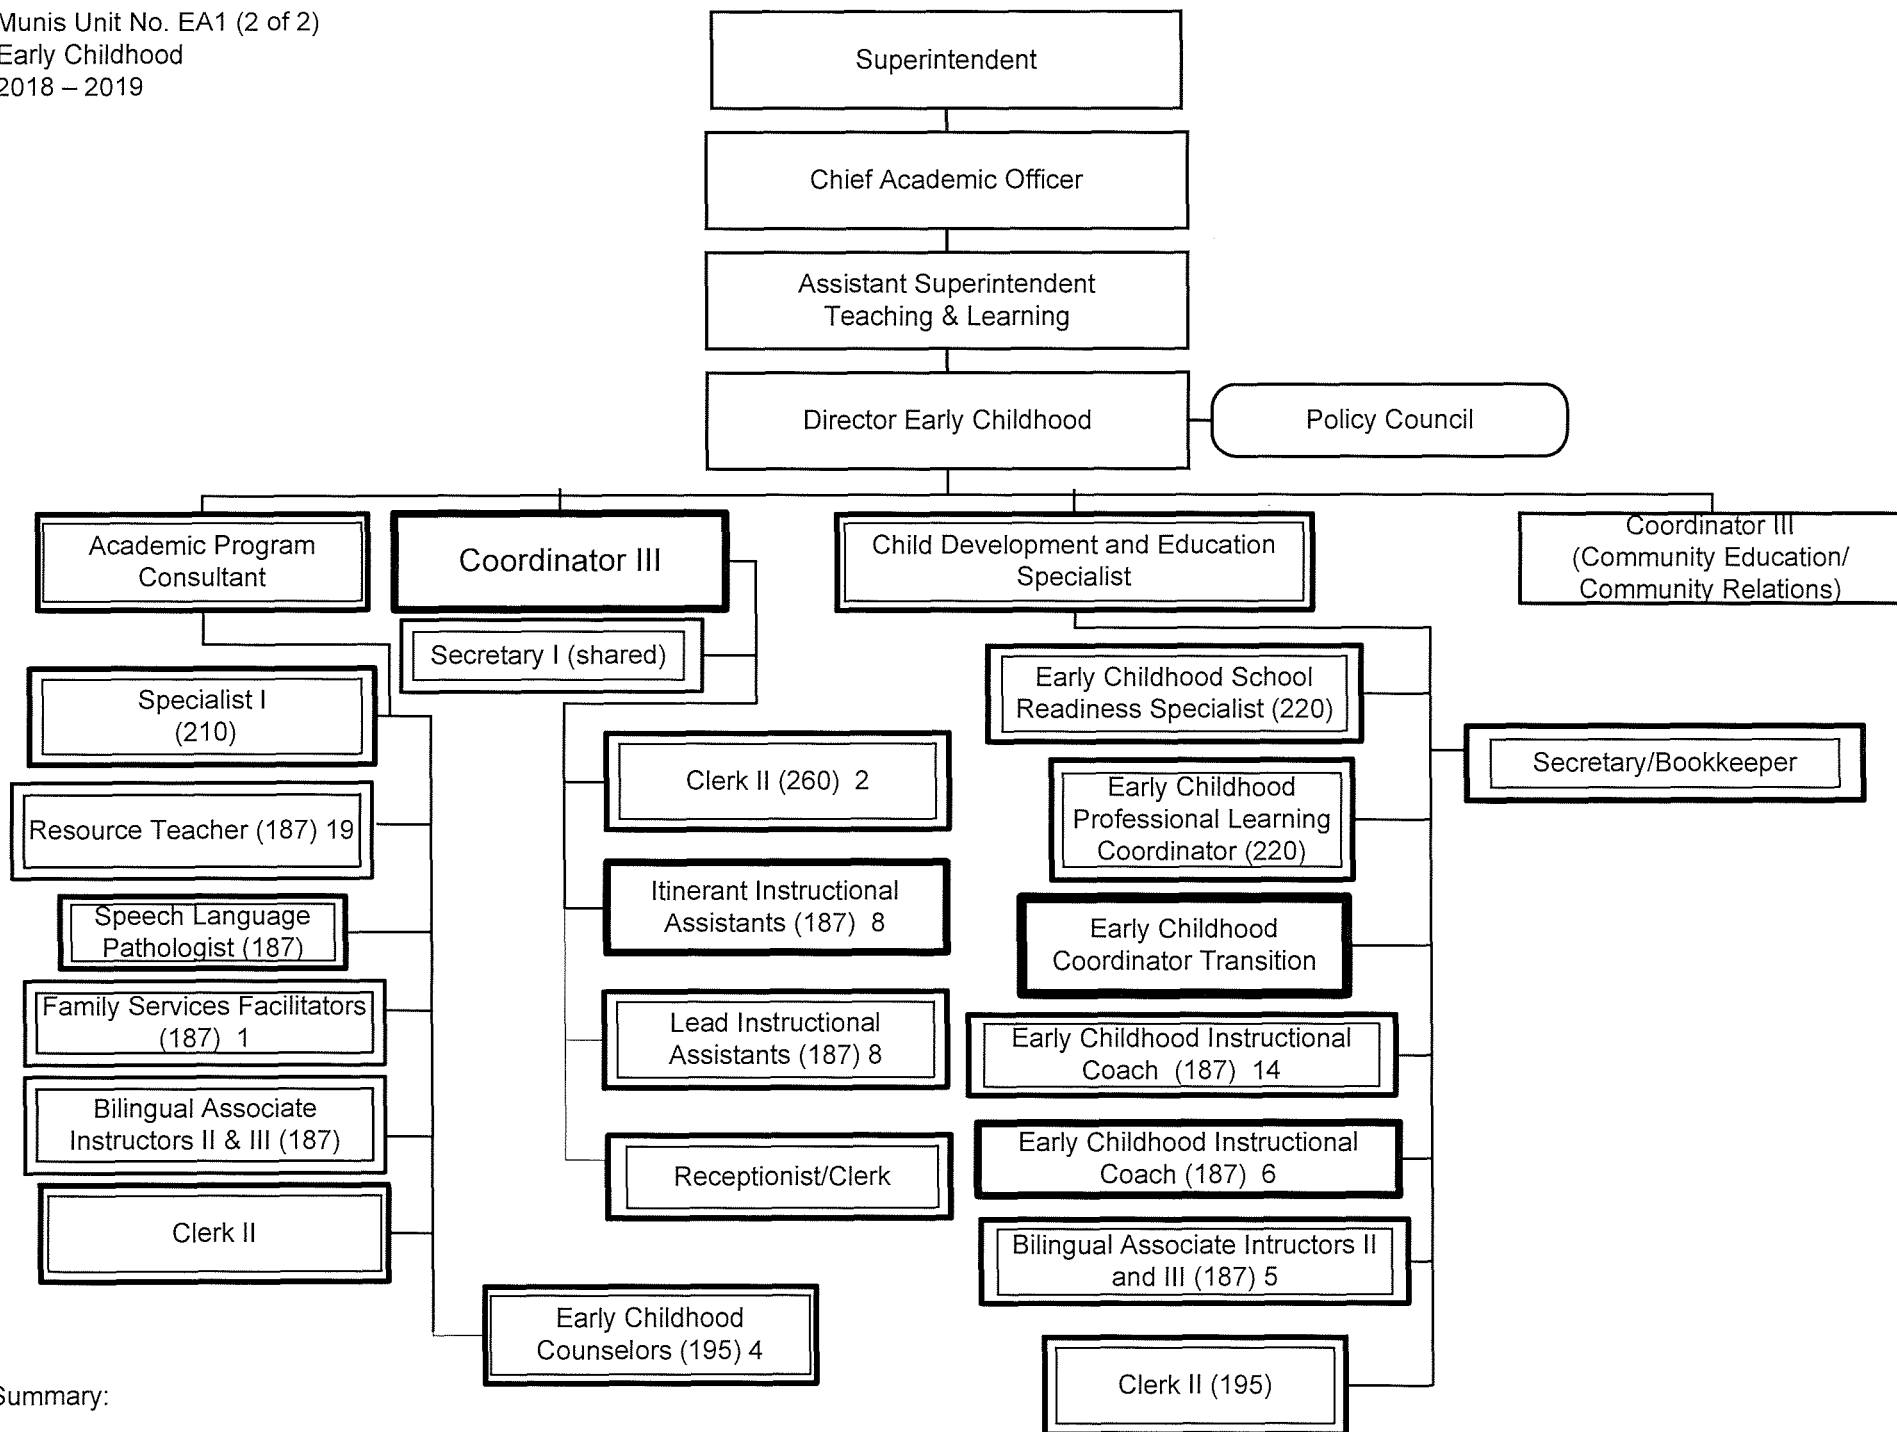 Munis Unit No. EA1 (2 of 2)
Early Childhood
2018 – 2019
Superintendent
Chief Academic Officer
Assistant Superintendent
Teaching & Learning
Director Early Childhood
Policy Council
Academic Program
Consultant
Coordinator III
Child Development and Education
Specialist
Coordinator III
(Community Education/
Community Relations)
Secretary I (shared)
Specialist I
(210)
Resource Teacher (187) 19
Speech Language
Pathologist (187)
Family Services Facilitators
(187) 1
Bilingual Associate
Instructors II & III (187)
Clerk II
Early Childhood
Counselors (195) 4
Clerk II (260) 2
Itinerant Instructional
Assistants (187) 8
Lead Instructional
Assistants (187) 8
Receptionist/Clerk
Early Childhood School
Readiness Specialist (220)
Secretary/Bookkeeper
Early Childhood
Professional Learning
Coordinator (220)
Early Childhood
Coordinator Transition
Early Childhood Instructional
Coach (187) 14
Early Childhood Instructional
Coach (187) 6
Bilingual Associate Intructors II
and III (187) 5
Clerk II (195)
Summary: